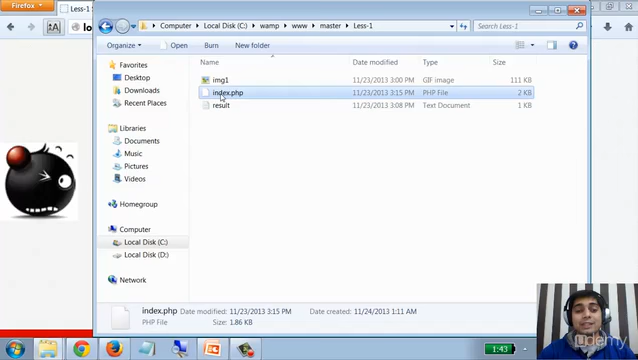 Firefox
Less-1
Computer
Local Disk (C:)
wamp
www
master
Less-1
Search Less-1
Organize
Open
Burn
New folder
Name
Date modified
Type
Size
img1
11/23/2013 3:00 PM
GIF image
111 KB
index.php
11/23/2013 3:15 PM
PHP File
2 KB
result
11/23/2013 3:08 PM
Text Document
1 KB
Favorites
Desktop
Downloads
Recent Places
Libraries
Documents
Music
Pictures
Videos
Homegroup
Computer
Local Disk (C:)
Local Disk (D:)
Network
index.php Date modified: 11/23/2013 3:15 PM
Date created: 11/24/2013 1:11 AM
PHP File
Size: 1.86 KB
1:43
udemy